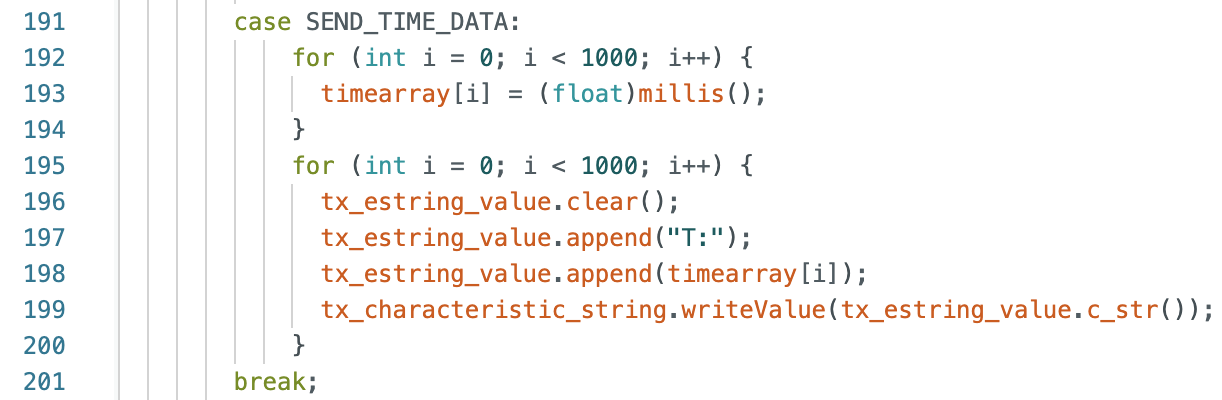 191 case SEND_TIME_DATA:
192 for (int i = 0; i < 1000; i++) {
193 timearray[i] = (float)millis();
194 }
195 for (int i = 0; i < 1000; i++) {
196 tx_estring_value.clear();
197 tx_estring_value.append("T:");
198 tx_estring_value.append(timearray[i]);
199 tx_characteristic_string.writeValue(tx_estring_value.c_str());
200 }
201 break;